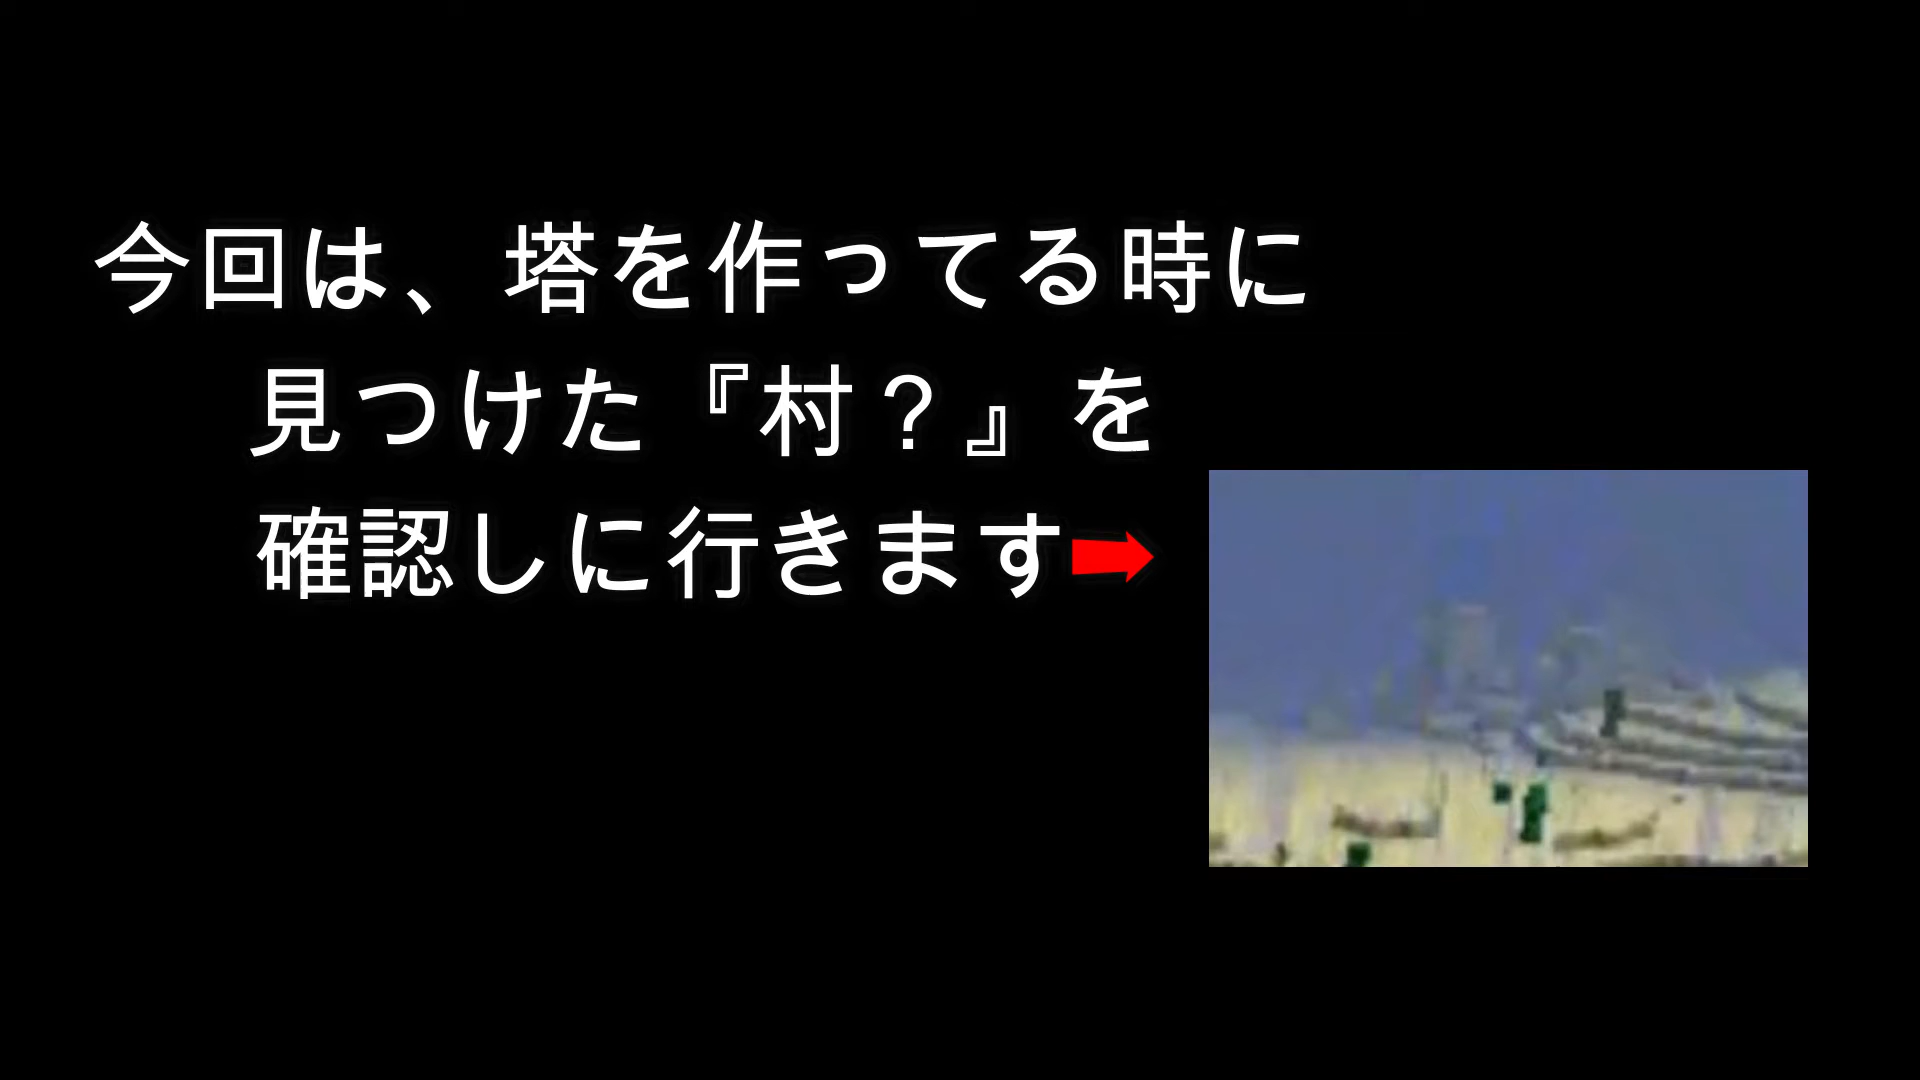 今回は、塔を作ってる時に
見つけた『村？』を
確認しに行きます